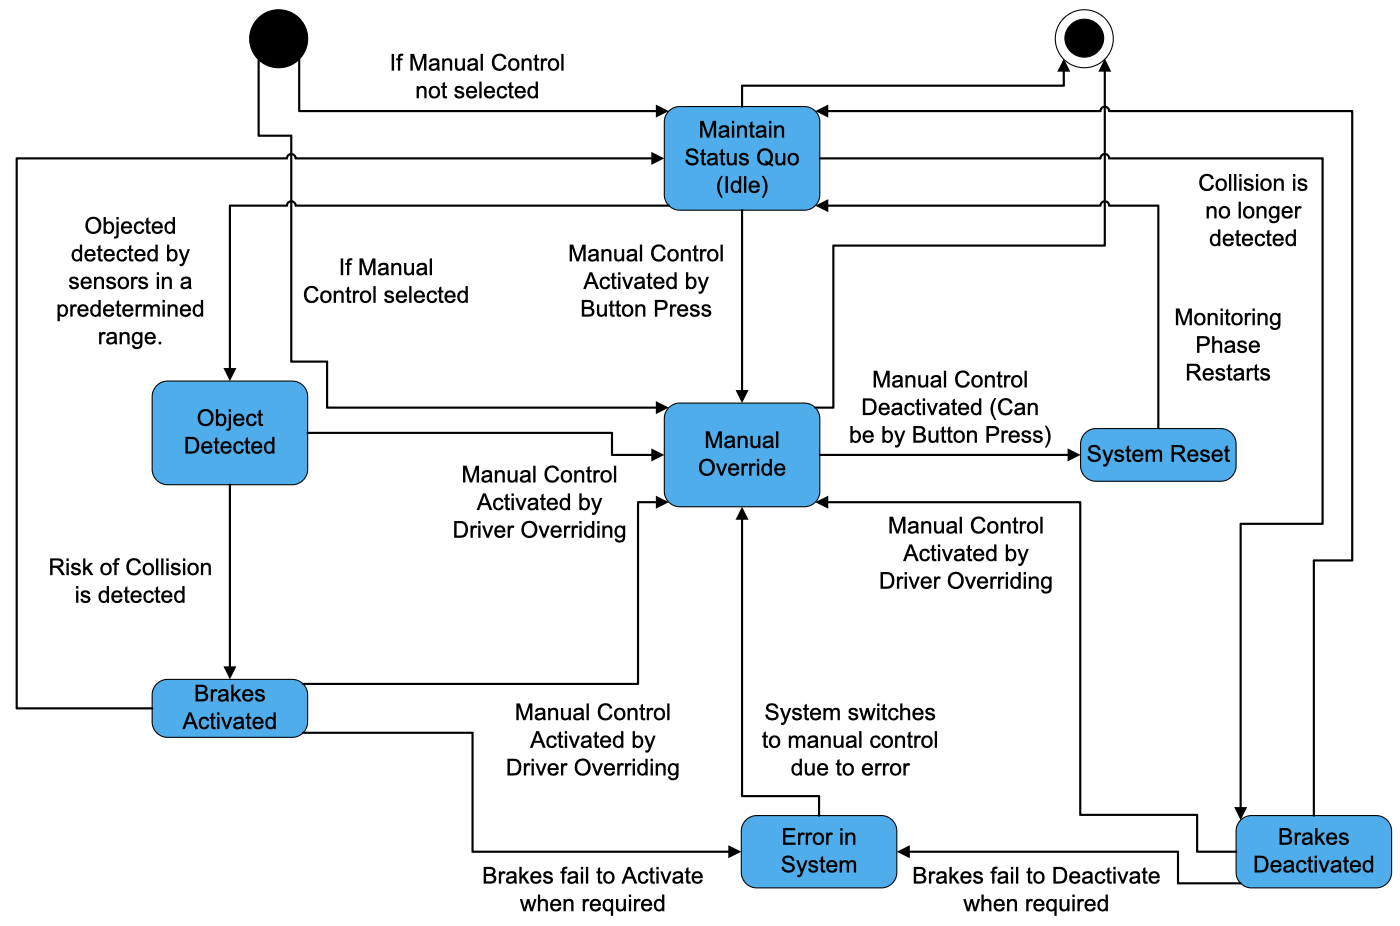 If Manual Control
not selected
Maintain
Status Quo
(Idle)
Collision is
no longer
detected
Objected
detected by
sensors in a
predetermined
range.
If Manual
Control selected
Manual Control
Activated by
Button Press
Monitoring
Phase
Restarts
Manual Control
Deactivated (Can
be by Button Press)
Object
Detected
Manual
Override
System Reset
Manual Control
Activated by
Driver Overriding
Manual Control
Activated by
Driver Overriding
Risk of Collision
is detected
Brakes
Activated
Manual Control
Activated by
Driver Overriding
System switches
to manual control
due to error
Error in
System
Brakes
Deactivated
Brakes fail to Activate
when required
Brakes fail to Deactivate
when required